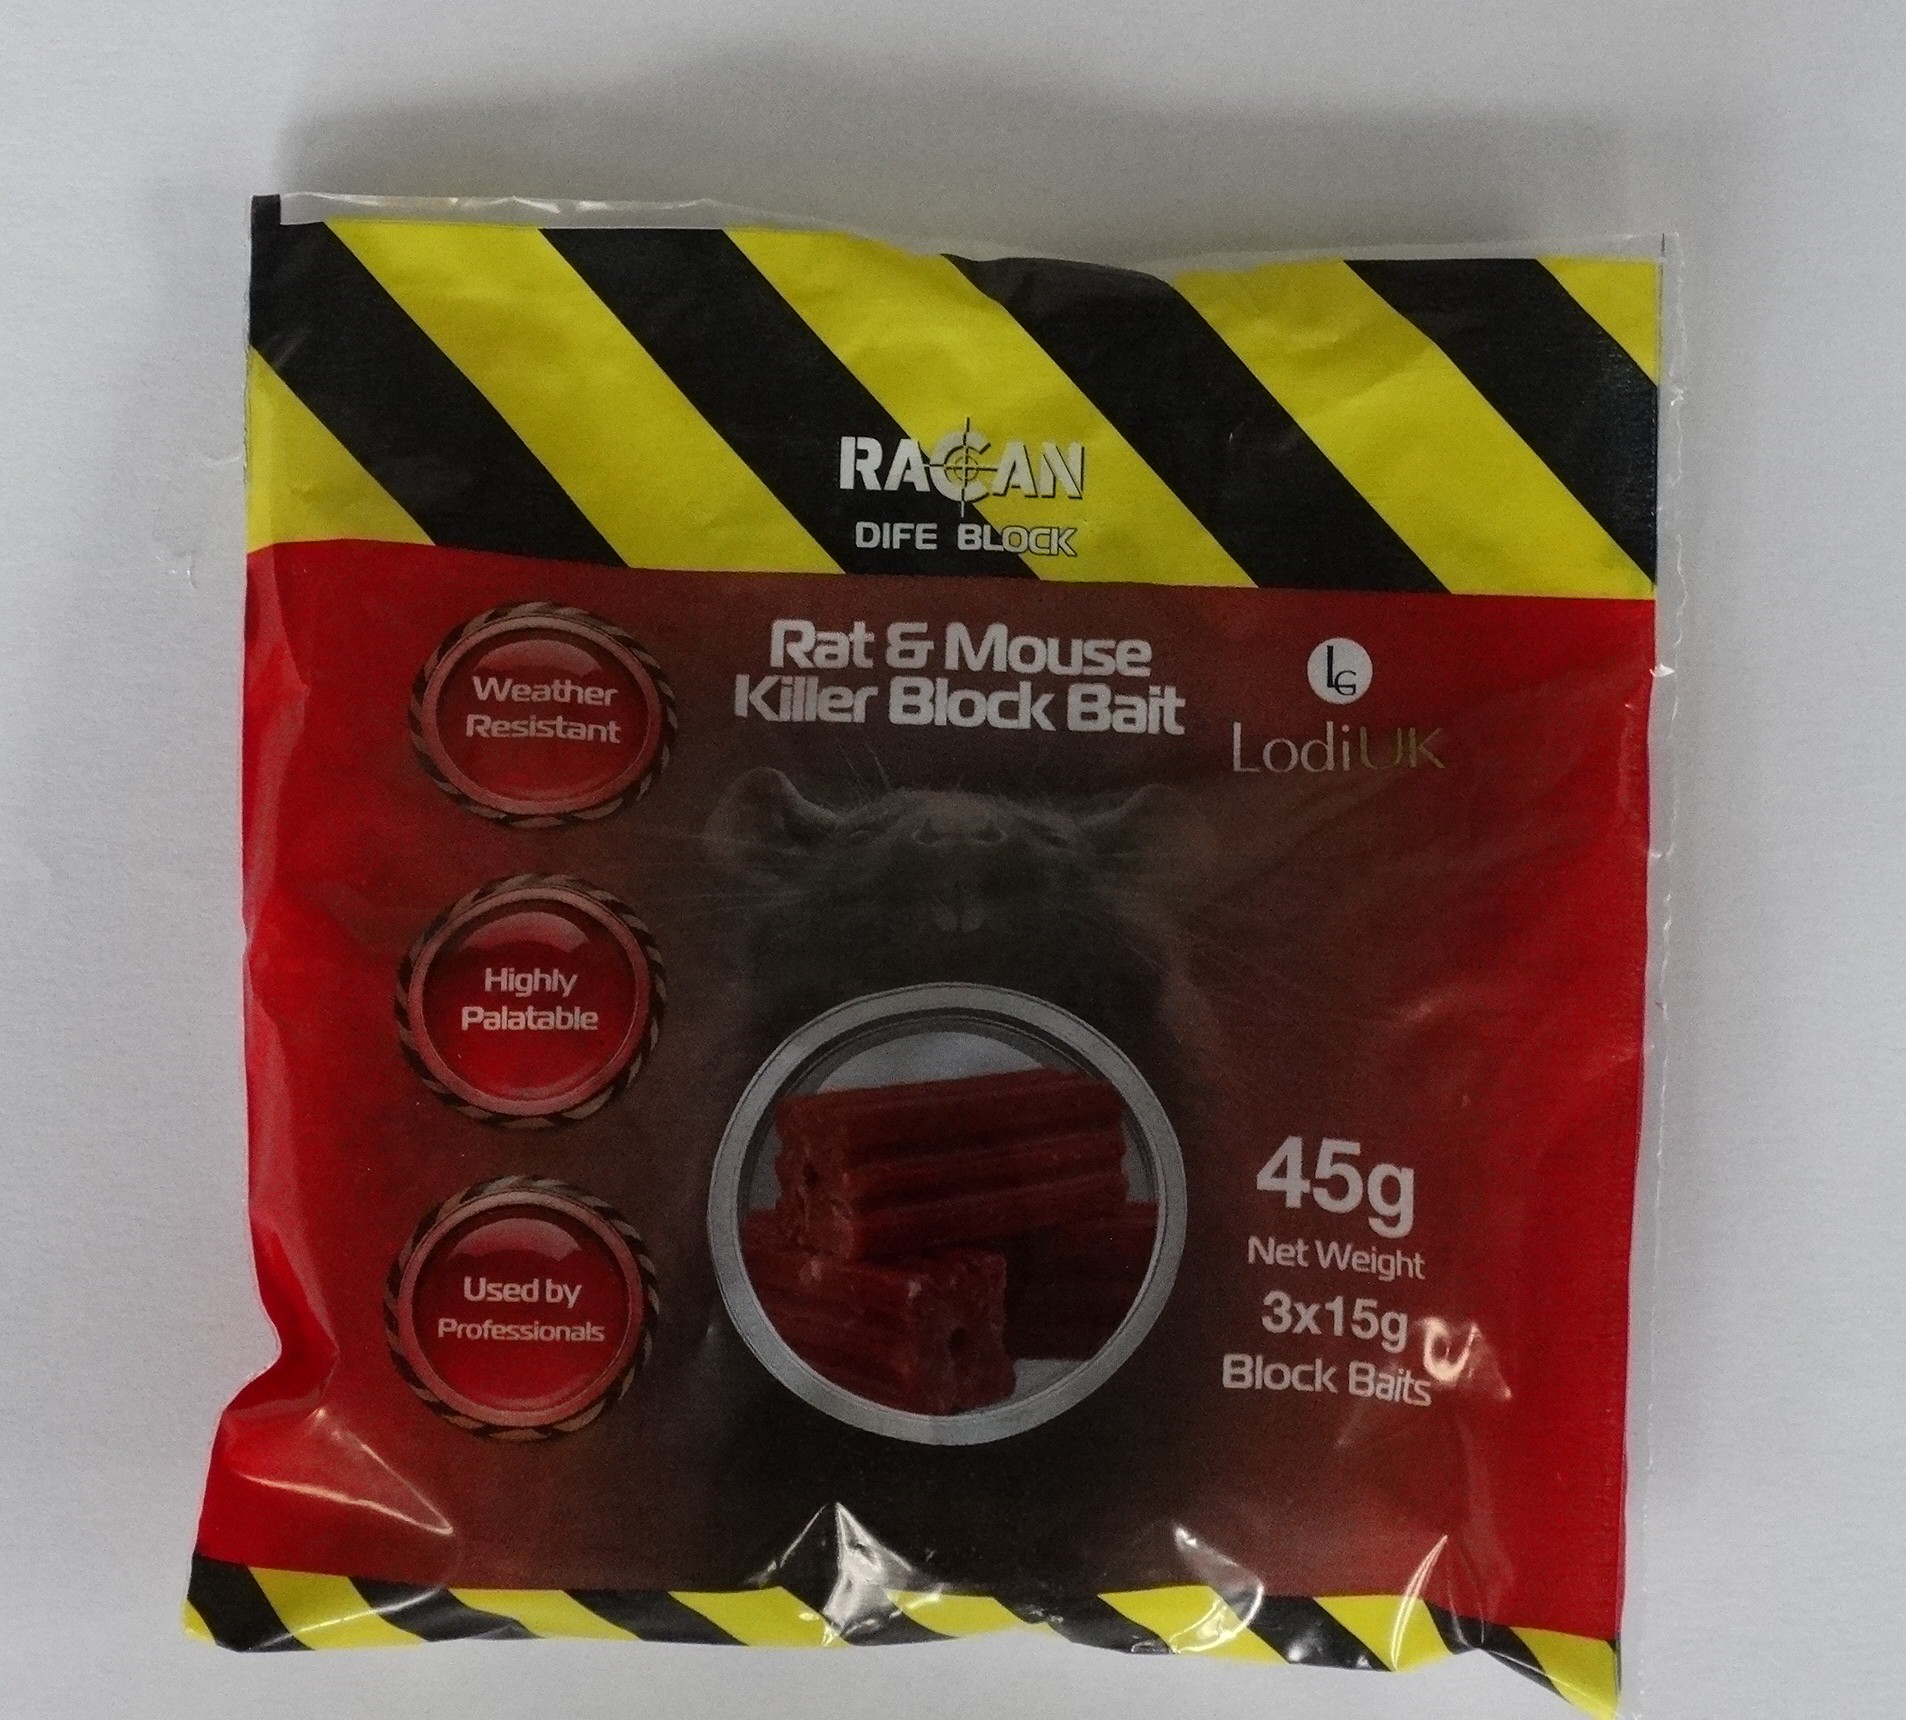 RACAN
DIFE BLOCK
Rat & Mouse
Killer Block Bait
LG
LodiUK
Weather
Resistant
Highly
Palatable
Used by
Professionals
45g
Net Weight
3x15g
Block Baits